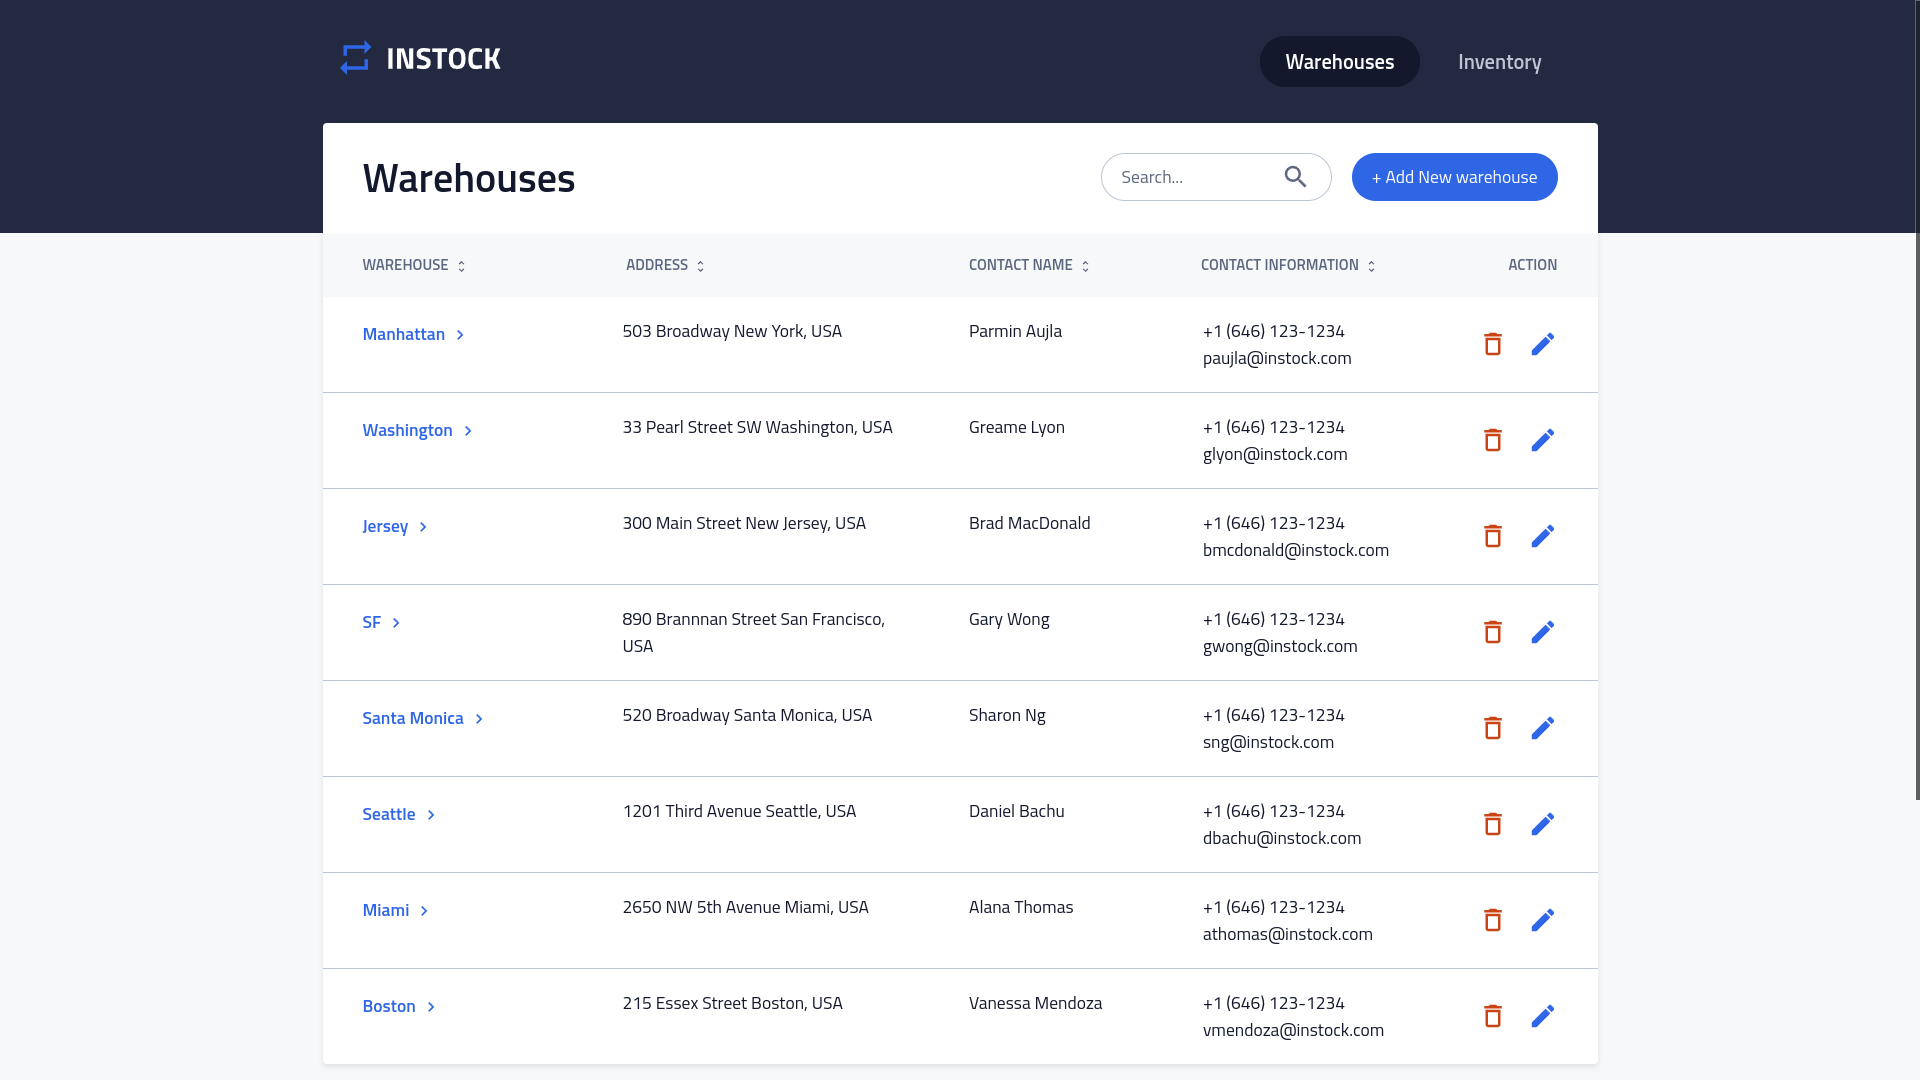 INSTOCK
Warehouses
Inventory
Warehouses
Search...
+ Add New warehouse
WAREHOUSE
ADDRESS
CONTACT NAME
CONTACT INFORMATION
ACTION
Manhattan
503 Broadway New York, USA
Parmin Aujla
+1 (646) 123-1234
paujla@instock.com
Washington
33 Pearl Street SW Washington, USA
Greame Lyon
+1 (646) 123-1234
glyon@instock.com
Jersey
300 Main Street New Jersey, USA
Brad MacDonald
+1 (646) 123-1234
bmcdonald@instock.com
SF
890 Brannnan Street San Francisco,
USA
Gary Wong
+1 (646) 123-1234
gwong@instock.com
Santa Monica
520 Broadway Santa Monica, USA
Sharon Ng
+1 (646) 123-1234
sng@instock.com
Seattle
1201 Third Avenue Seattle, USA
Daniel Bachu
+1 (646) 123-1234
dbachu@instock.com
Miami
2650 NW 5th Avenue Miami, USA
Alana Thomas
+1 (646) 123-1234
athomas@instock.com
Boston
215 Essex Street Boston, USA
Vanessa Mendoza
+1 (646) 123-1234
vmendoza@instock.com